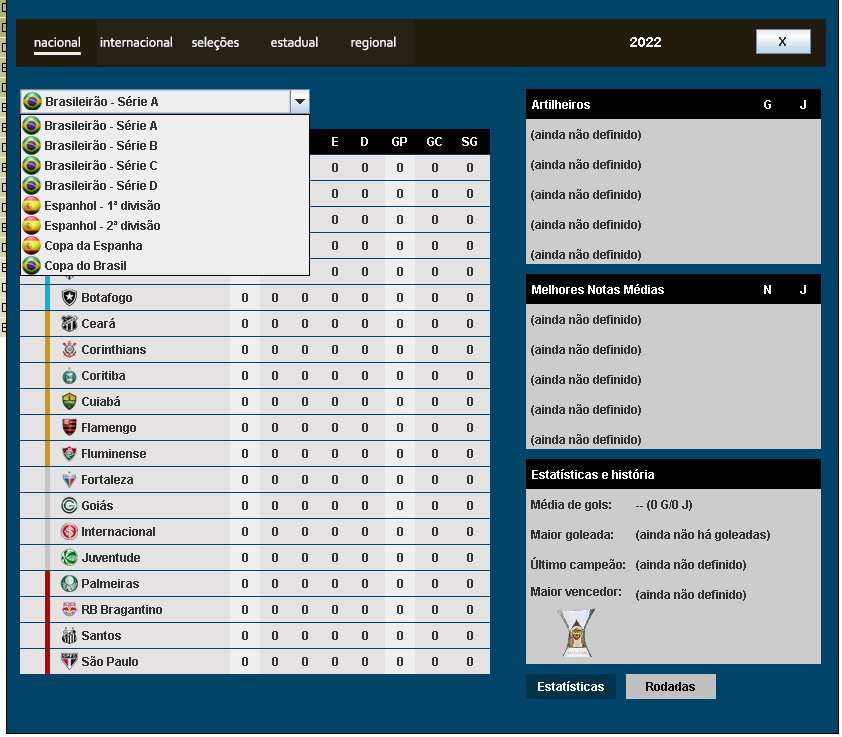 nacional internacional seleções estadual regional 2022 X
Brasileirão - Série A
Brasileirão - Série A
Brasileirão - Série B
Brasileirão - Série C
Brasileirão - Série D
Espanhol - 1ª divisão
Espanhol - 2ª divisão
Copa da Espanha
Copa do Brasil
E D GP GC SG
0 0 0 0 0
0 0 0 0 0
0 0 0 0 0
0 0 0 0 0
0 0 0 0 0
Botafogo 0 0 0 0 0 0 0 0
Ceará 0 0 0 0 0 0 0 0
Corinthians 0 0 0 0 0 0 0 0
Coritiba 0 0 0 0 0 0 0 0
Cuiabá 0 0 0 0 0 0 0 0
Flamengo 0 0 0 0 0 0 0 0
Fluminense 0 0 0 0 0 0 0 0
Fortaleza 0 0 0 0 0 0 0 0
Goiás 0 0 0 0 0 0 0 0
Internacional 0 0 0 0 0 0 0 0
Juventude 0 0 0 0 0 0 0 0
Palmeiras 0 0 0 0 0 0 0 0
RB Bragantino 0 0 0 0 0 0 0 0
Santos 0 0 0 0 0 0 0 0
São Paulo 0 0 0 0 0 0 0 0
Artilheiros G J
(ainda não definido)
(ainda não definido)
(ainda não definido)
(ainda não definido)
(ainda não definido)
Melhores Notas Médias N J
(ainda não definido)
(ainda não definido)
(ainda não definido)
(ainda não definido)
(ainda não definido)
Estatísticas e história
Média de gols: -- (0 G/0 J)
Maior goleada: (ainda não há goleadas)
Último campeão: (ainda não definido)
Maior vencedor: (ainda não definido)
Estatísticas Rodadas